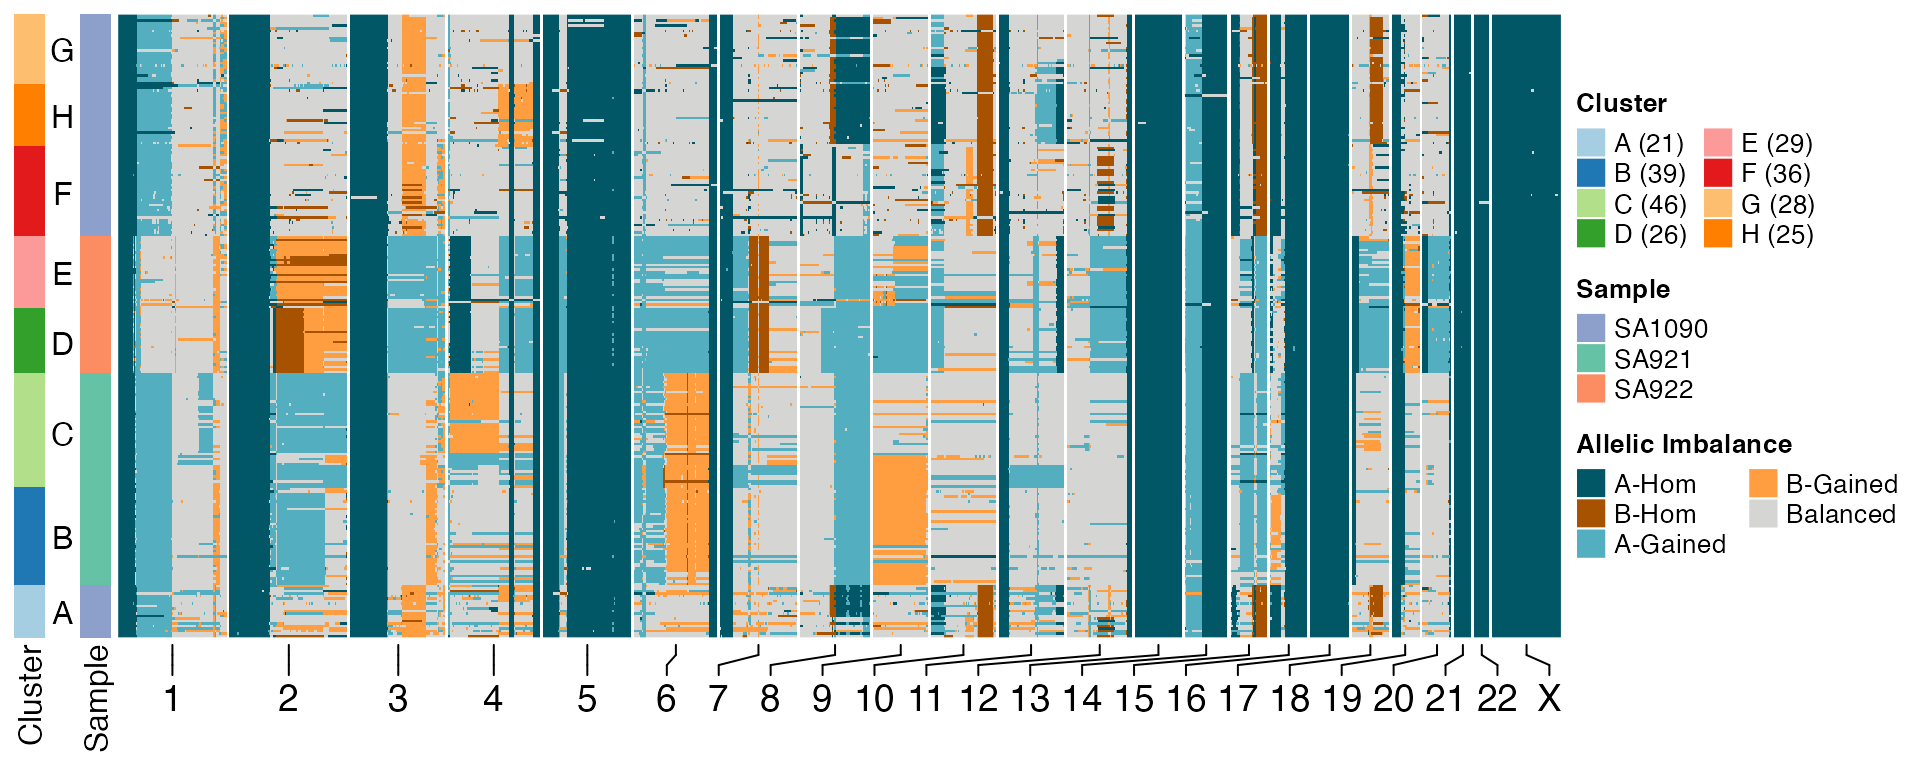 G
H
F
E
D
C
B
A
Cluster
Sample
1 2 3 4 5 6 7 8 9 10 11 12 13 14 15 16 17 18 19 20 21 22 X
Cluster
A (21) E (29)
B (39) F (36)
C (46) G (28)
D (26) H (25)
Sample
SA1090
SA921
SA922
Allelic Imbalance
A-Hom B-Gained
B-Hom Balanced
A-Gained